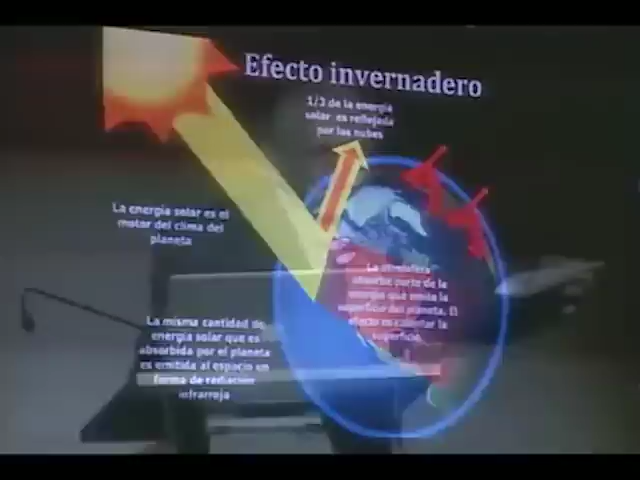 Efecto invernadero
1/3 de la energía
solar es reflejada
por las nubes
La energía solar es el
motor del clima del
planeta
La atmósfera
absorbe parte de la
energía que emite la
superficie del planeta. El
efecto es calentar la
superficie.
La misma cantidad de
energía solar que es
absorbida por el planeta
es emitida al espacio en
forma de radiación
infrarroja